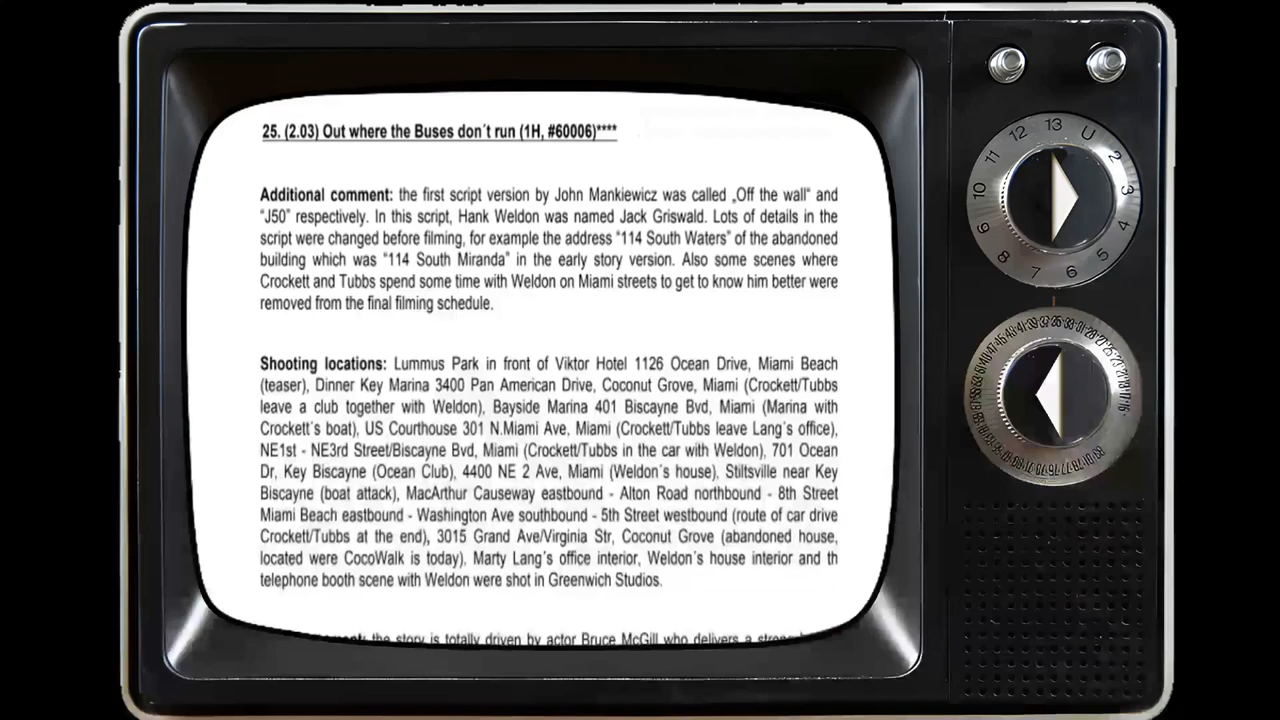 25. (2.03) Out where the Buses don´t run (1H, #60006)****
Additional comment: the first script version by John Mankiewicz was called „Off the wall“ and
“J50” respectively. In this script, Hank Weldon was named Jack Griswald. Lots of details in the
script were changed before filming, for example the address “114 South Waters” of the abandoned
building which was “114 South Miranda” in the early story version. Also some scenes where
Crockett and Tubbs spend some time with Weldon on Miami streets to get to know him better were
removed from the final filming schedule.
Shooting locations: Lummus Park in front of Viktor Hotel 1126 Ocean Drive, Miami Beach
(teaser), Dinner Key Marina 3400 Pan American Drive, Coconut Grove, Miami (Crockett/Tubbs
leave a club together with Weldon), Bayside Marina 401 Biscayne Bvd, Miami (Marina with
Crockett´s boat), US Courthouse 301 N.Miami Ave, Miami (Crockett/Tubbs leave Lang´s office),
NE1st - NE3rd Street/Biscayne Bvd, Miami (Crockett/Tubbs in the car with Weldon), 701 Ocean
Dr, Key Biscayne (Ocean Club), 4400 NE 2 Ave, Miami (Weldon´s house), Stiltsville near Key
Biscayne (boat attack), MacArthur Causeway eastbound - Alton Road northbound - 8th Street
Miami Beach eastbound - Washington Ave southbound - 5th Street westbound (route of car drive
Crockett/Tubbs at the end), 3015 Grand Ave/Virginia Str, Coconut Grove (abandoned house,
located were CocoWalk is today), Marty Lang´s office interior, Weldon´s house interior and th
telephone booth scene with Weldon were shot in Greenwich Studios.
the story is totally driven by actor Bruce McGill who delivers a
13 U 2 3 4 5 6 7 8 9 10 11 12